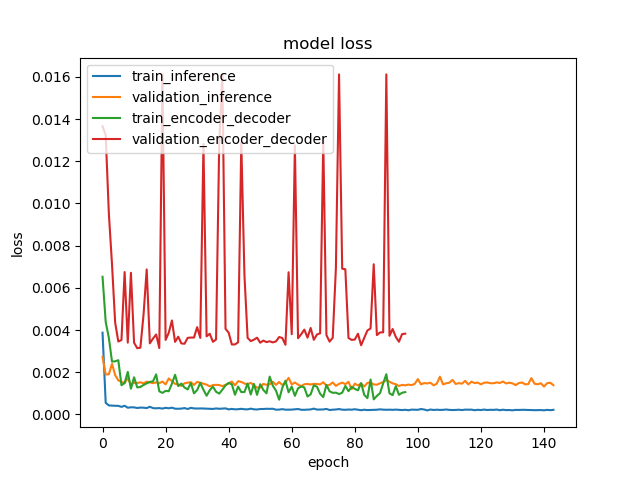 model loss
train_inference
validation_inference
train_encoder_decoder
validation_encoder_decoder
0.016
0.014
0.012
0.010
0.008
0.006
0.004
0.002
0.000
loss
0 20 40 60 80 100 120 140
epoch